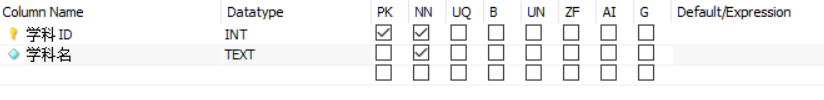 Column Name Datatype PK NN UQ B UN ZF AI G Default/Expression
学科ID INT
学科名 TEXT